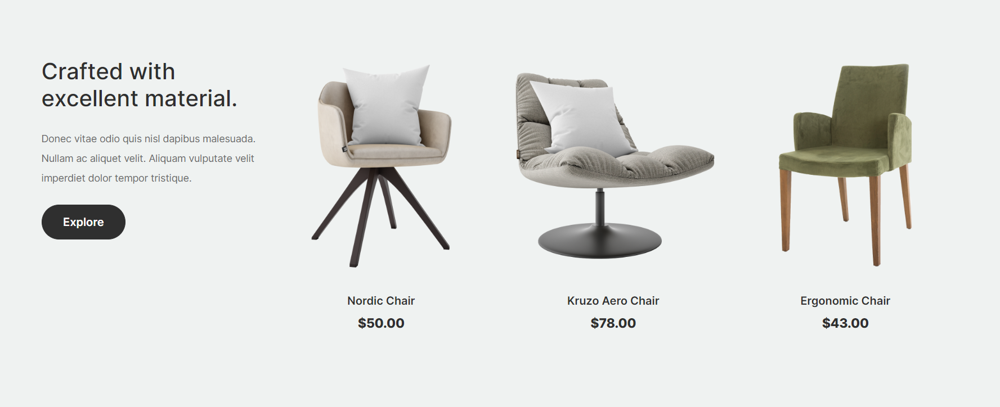 Crafted with
excellent material.
Donec vitae odio quis nisl dapibus malesuada.
Nullam ac aliquet velit. Aliquam vulputate velit
imperdiet dolor tempor tristique.
Explore
Nordic Chair
$50.00
Kruzo Aero Chair
$78.00
Ergonomic Chair
$43.00